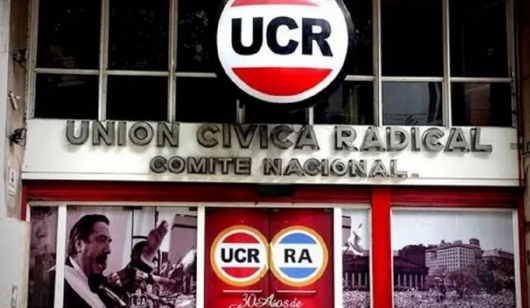 UCR
UNION CIVICA RADICAL
COMITE NACIONAL
UCR RA
30 Años de